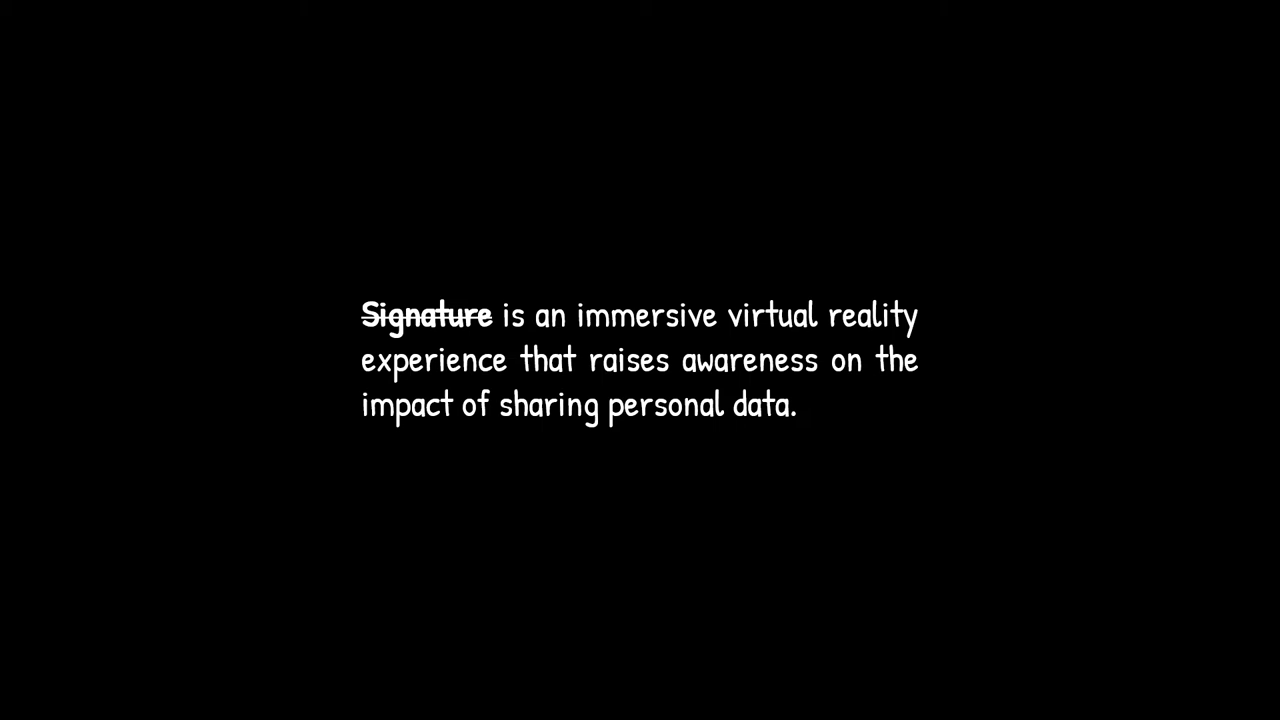 Signature is an immersive virtual reality
experience that raises awareness on the
impact of sharing personal data.